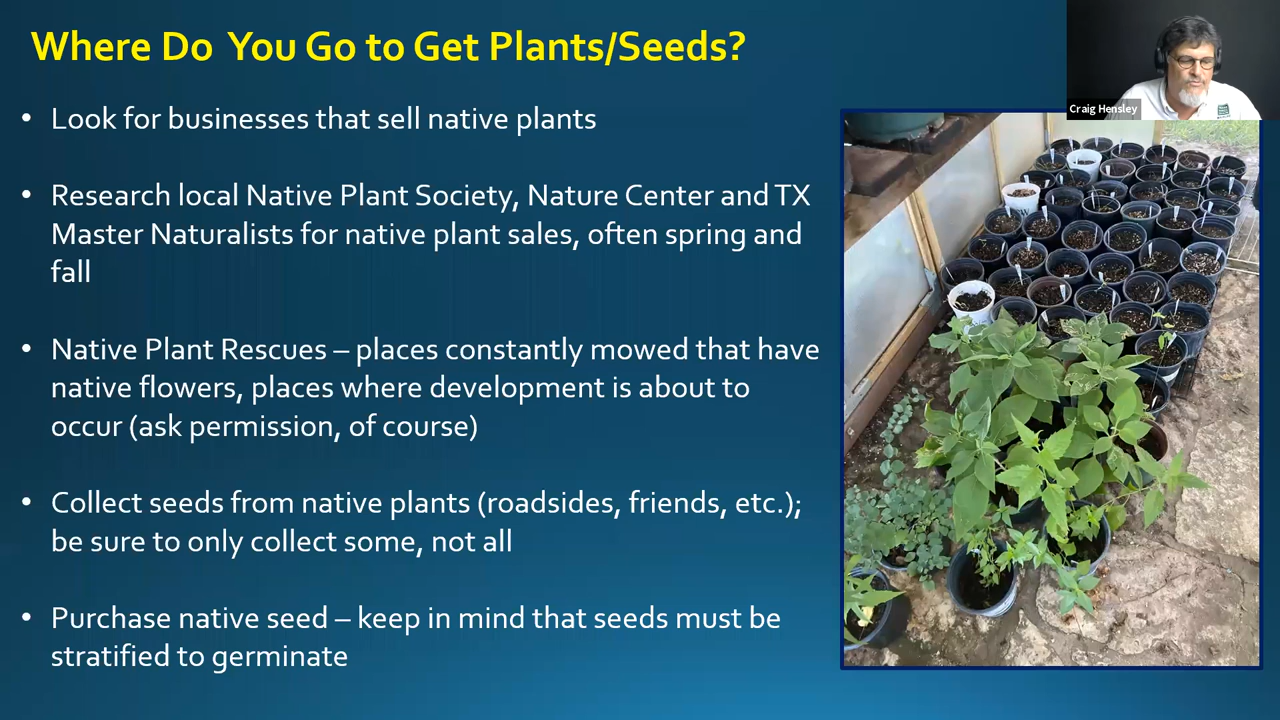 Where Do You Go to Get Plants/Seeds?
Craig Hensley
• Look for businesses that sell native plants
• Research local Native Plant Society, Nature Center and TX
Master Naturalists for native plant sales, often spring and
fall
• Native Plant Rescues – places constantly mowed that have
native flowers, places where development is about to
occur (ask permission, of course)
• Collect seeds from native plants (roadsides, friends, etc.);
be sure to only collect some, not all
• Purchase native seed – keep in mind that seeds must be
stratified to germinate